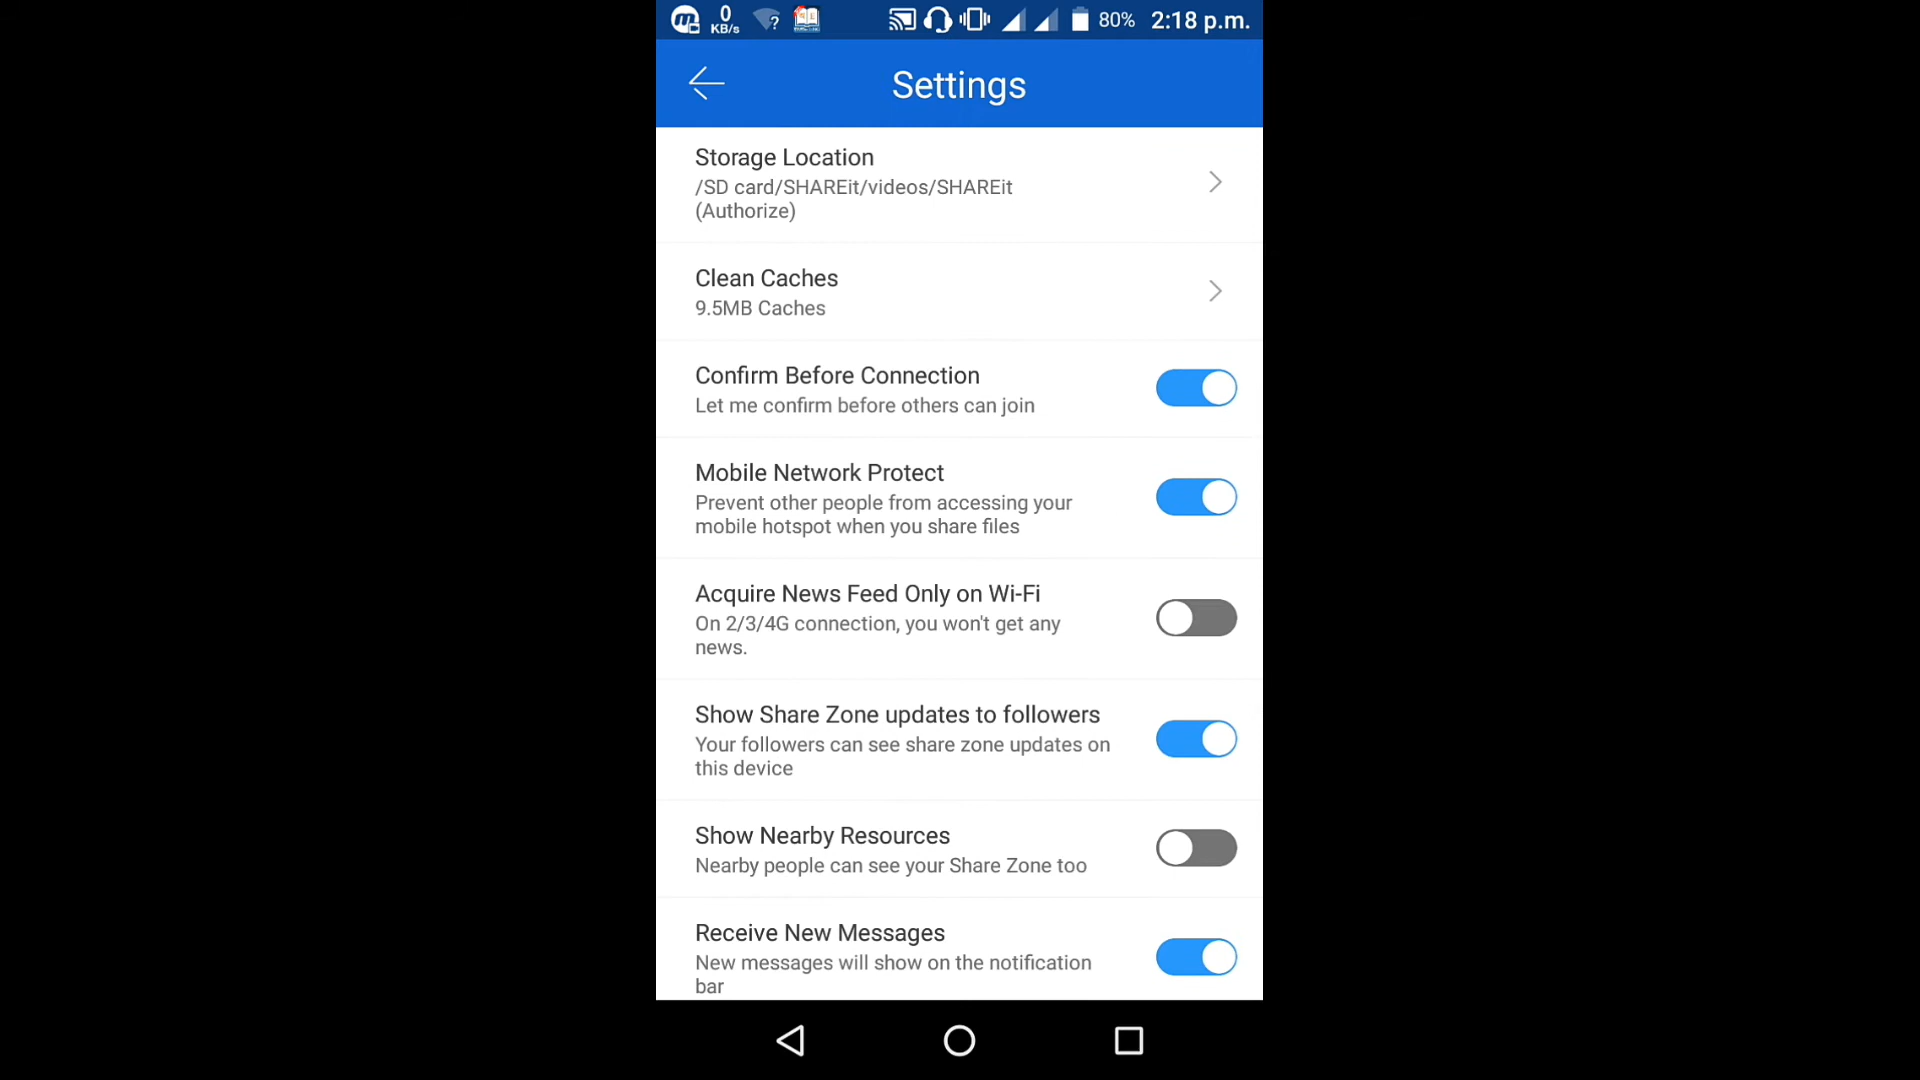 0
KB/s
80% 2:18 p.m.
Settings
Storage Location
/SD card/SHAREit/videos/SHAREit
(Authorize)
Clean Caches
9.5MB Caches
Confirm Before Connection
Let me confirm before others can join
Mobile Network Protect
Prevent other people from accessing your
mobile hotspot when you share files
Acquire News Feed Only on Wi-Fi
On 2/3/4G connection, you won't get any
news.
Show Share Zone updates to followers
Your followers can see share zone updates on
this device
Show Nearby Resources
Nearby people can see your Share Zone too
Receive New Messages
New messages will show on the notification
bar